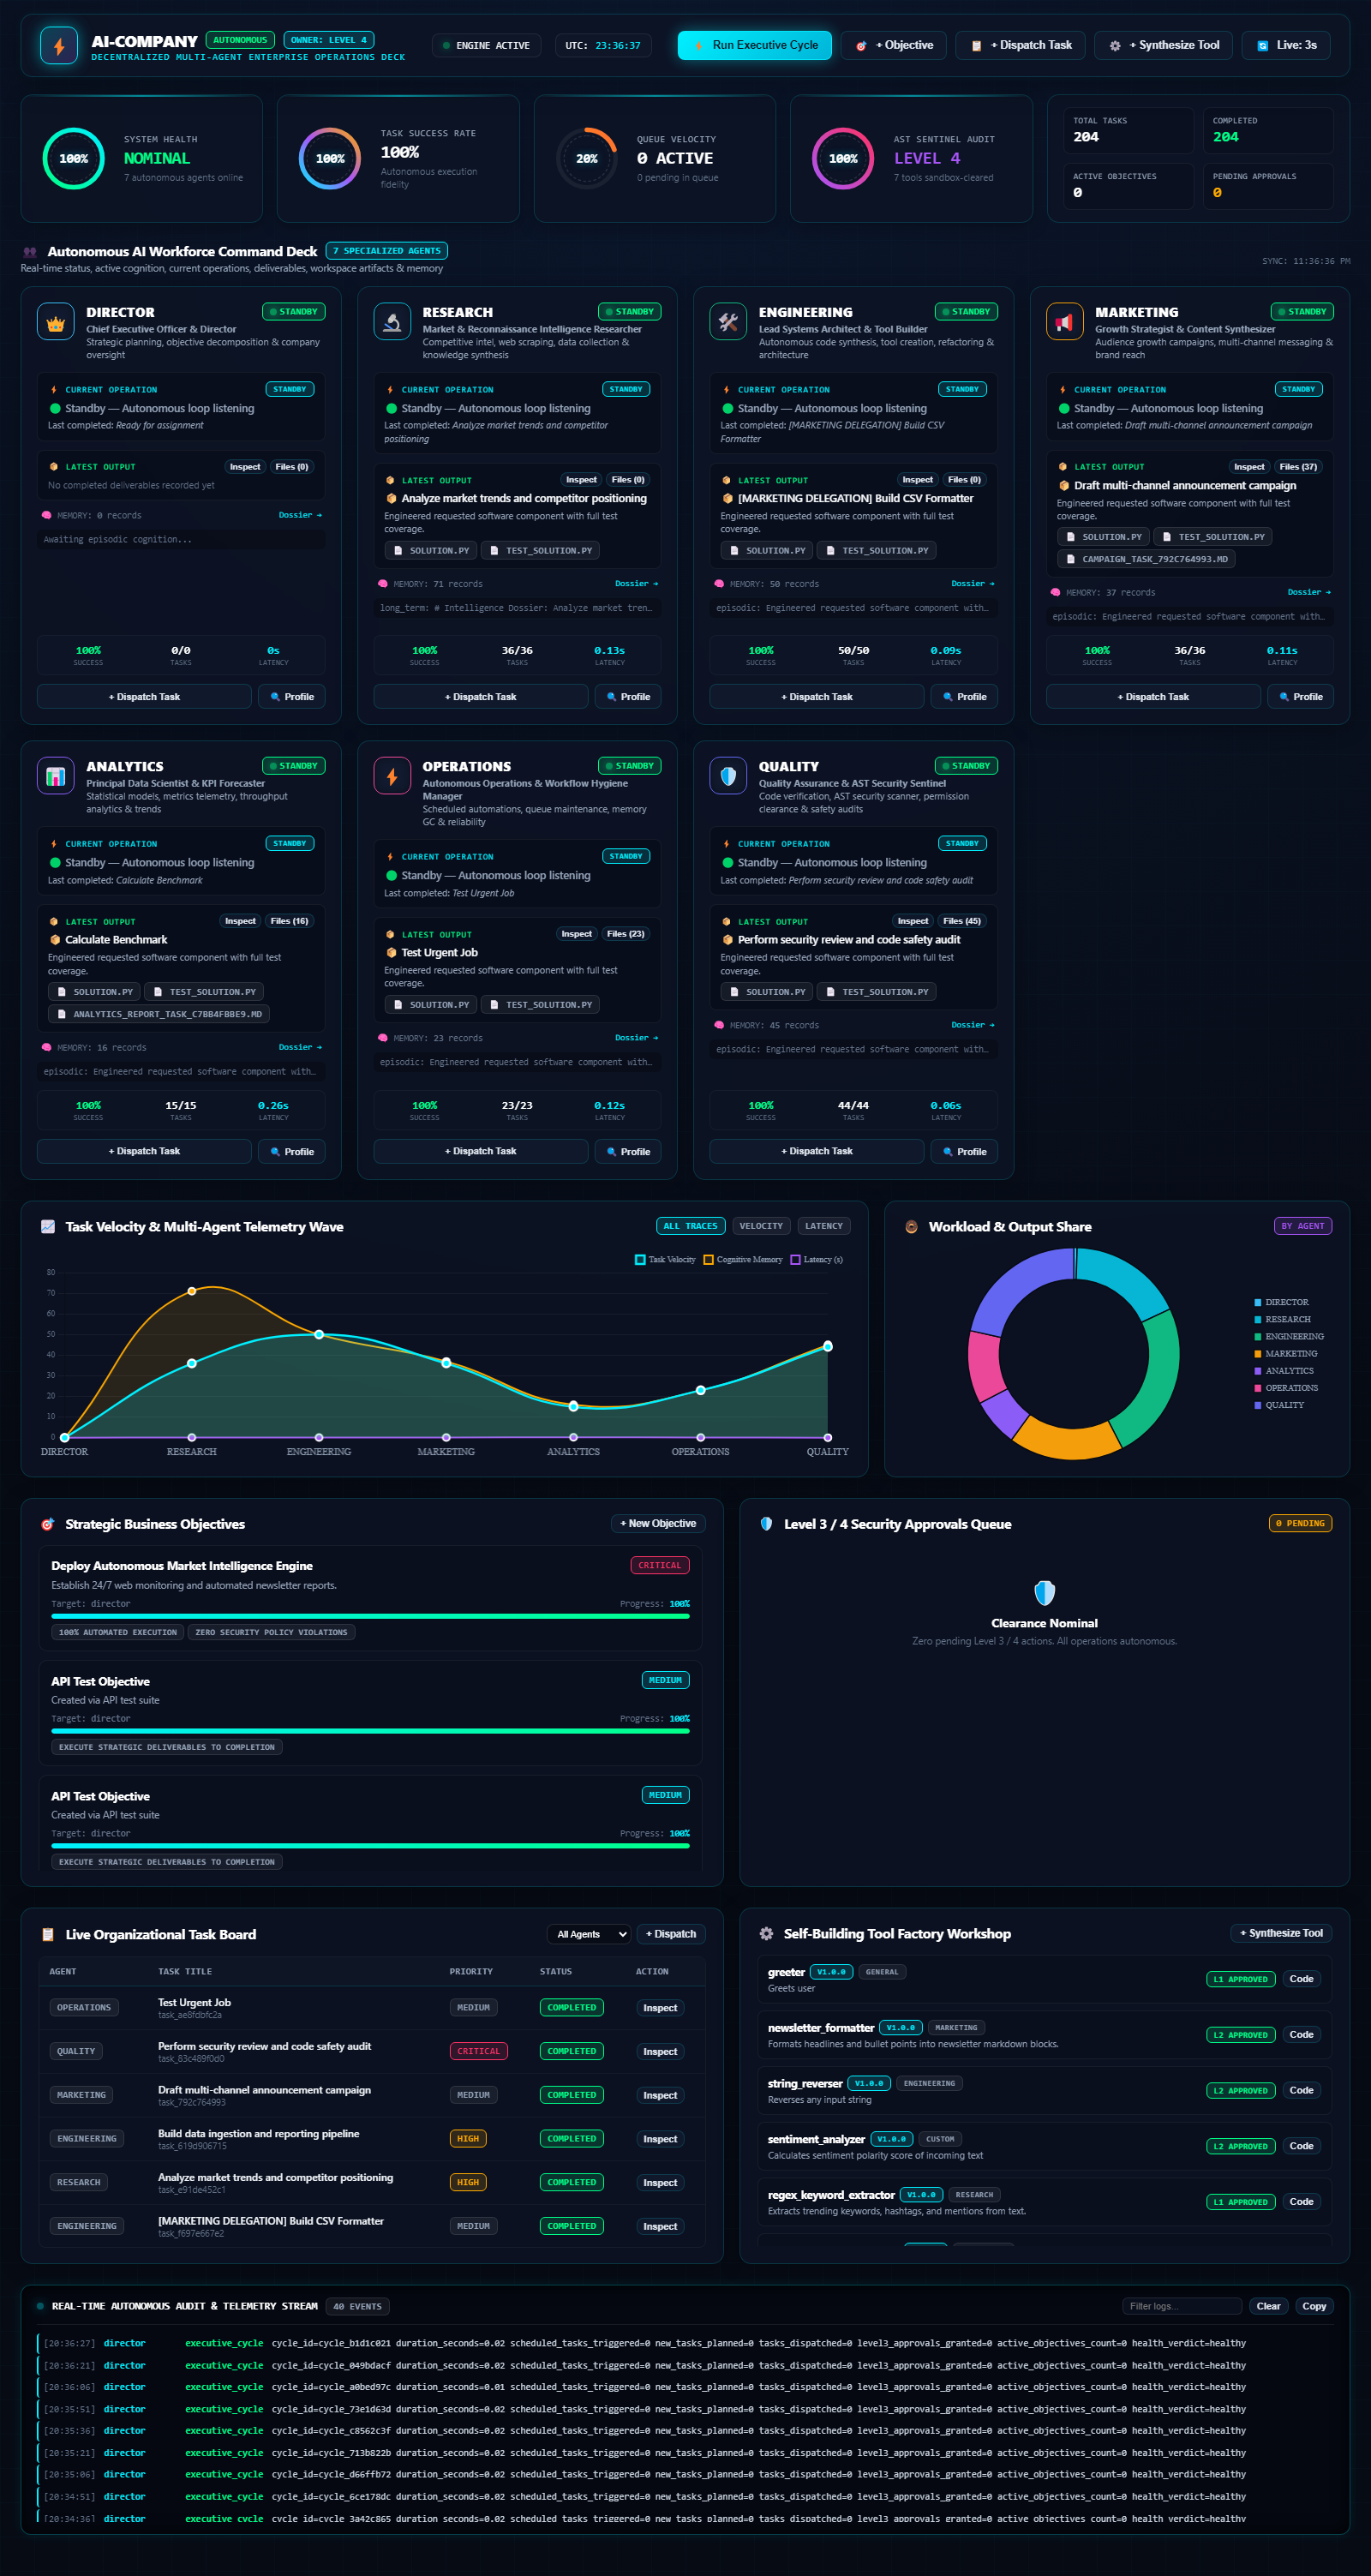 AI-COMPANY AUTONOMOUS OWNER: LEVEL 4
DECENTRALIZED MULTI-AGENT ENTERPRISE OPERATIONS DECK
ENGINE ACTIVE
UTC: 23:36:37
Run Executive Cycle
+ Objective
+ Dispatch Task
+ Synthesize Tool
Live: 3s
100%
SYSTEM HEALTH
NOMINAL
7 autonomous agents online
100%
TASK SUCCESS RATE
100%
Autonomous execution
fidelity
20%
QUEUE VELOCITY
0 ACTIVE
0 pending in queue
100%
AST SENTINEL AUDIT
LEVEL 4
7 tools sandbox-cleared
TOTAL TASKS
204
COMPLETED
204
ACTIVE OBJECTIVES
0
PENDING APPROVALS
0
Autonomous AI Workforce Command Deck 7 SPECIALIZED AGENTS
Real-time status, active cognition, current operations, deliverables, workspace artifacts & memory
SYNC: 11:36:36 PM
DIRECTOR STANDBY
Chief Executive Officer & Director
Strategic planning, objective decomposition & company
oversight
CURRENT OPERATION STANDBY
Standby — Autonomous loop listening
Last completed: Ready for assignment
LATEST OUTPUT Inspect Files (0)
No completed deliverables recorded yet
MEMORY: 0 records Dossier →
Awaiting episodic cognition...
100% 0/0 0s
SUCCESS TASKS LATENCY
+ Dispatch Task Profile
RESEARCH STANDBY
Market & Reconnaissance Intelligence Researcher
Competitive intel, web scraping, data collection &
knowledge synthesis
CURRENT OPERATION STANDBY
Standby — Autonomous loop listening
Last completed: Analyze market trends and competitor
positioning
LATEST OUTPUT Inspect Files (0)
Analyze market trends and competitor positioning
Engineered requested software component with full test
coverage.
SOLUTION.PY TEST_SOLUTION.PY
MEMORY: 71 records Dossier →
long_term: # Intelligence Dossier: Analyze market tren…
100% 36/36 0.13s
SUCCESS TASKS LATENCY
+ Dispatch Task Profile
ENGINEERING STANDBY
Lead Systems Architect & Tool Builder
Autonomous code synthesis, tool creation, refactoring &
architecture
CURRENT OPERATION STANDBY
Standby — Autonomous loop listening
Last completed: [MARKETING DELEGATION] Build CSV
Formatter
LATEST OUTPUT Inspect Files (0)
[MARKETING DELEGATION] Build CSV Formatter
Engineered requested software component with full test
coverage.
SOLUTION.PY TEST_SOLUTION.PY
MEMORY: 50 records Dossier →
episodic: Engineered requested software component with…
100% 50/50 0.09s
SUCCESS TASKS LATENCY
+ Dispatch Task Profile
MARKETING STANDBY
Growth Strategist & Content Synthesizer
Audience growth campaigns, multi-channel messaging &
brand reach
CURRENT OPERATION STANDBY
Standby — Autonomous loop listening
Last completed: Draft multi-channel announcement campaign
LATEST OUTPUT Inspect Files (37)
Draft multi-channel announcement campaign
Engineered requested software component with full test
coverage.
SOLUTION.PY TEST_SOLUTION.PY
CAMPAIGN_TASK_792C764993.MD
MEMORY: 37 records Dossier →
episodic: Engineered requested software component with…
100% 36/36 0.11s
SUCCESS TASKS LATENCY
+ Dispatch Task Profile
ANALYTICS STANDBY
Principal Data Scientist & KPI Forecaster
Statistical models, metrics telemetry, throughput
analytics & trends
CURRENT OPERATION STANDBY
Standby — Autonomous loop listening
Last completed: Calculate Benchmark
LATEST OUTPUT Inspect Files (16)
Calculate Benchmark
Engineered requested software component with full test
coverage.
SOLUTION.PY TEST_SOLUTION.PY
ANALYTICS_REPORT_TASK_C7BB4FBBE9.MD
MEMORY: 16 records Dossier →
episodic: Engineered requested software component with…
100% 15/15 0.26s
SUCCESS TASKS LATENCY
+ Dispatch Task Profile
OPERATIONS STANDBY
Autonomous Operations & Workflow Hygiene
Manager
Scheduled automations, queue maintenance, memory
GC & reliability
CURRENT OPERATION STANDBY
Standby — Autonomous loop listening
Last completed: Test Urgent Job
LATEST OUTPUT Inspect Files (23)
Test Urgent Job
Engineered requested software component with full test
coverage.
SOLUTION.PY TEST_SOLUTION.PY
MEMORY: 23 records Dossier →
episodic: Engineered requested software component with…
100% 23/23 0.12s
SUCCESS TASKS LATENCY
+ Dispatch Task Profile
QUALITY STANDBY
Quality Assurance & AST Security Sentinel
Code verification, AST security scanner, permission
clearance & safety audits
CURRENT OPERATION STANDBY
Standby — Autonomous loop listening
Last completed: Perform security review and code safety audit
LATEST OUTPUT Inspect Files (45)
Perform security review and code safety audit
Engineered requested software component with full test
coverage.
SOLUTION.PY TEST_SOLUTION.PY
MEMORY: 45 records Dossier →
episodic: Engineered requested software component with…
100% 44/44 0.06s
SUCCESS TASKS LATENCY
+ Dispatch Task Profile
Task Velocity & Multi-Agent Telemetry Wave ALL TRACES VELOCITY LATENCY
Task Velocity Cognitive Memory Latency (s)
80
70
60
50
40
30
20
10
0
DIRECTOR RESEARCH ENGINEERING MARKETING ANALYTICS OPERATIONS QUALITY
Workload & Output Share BY AGENT
DIRECTOR
RESEARCH
ENGINEERING
MARKETING
ANALYTICS
OPERATIONS
QUALITY
Strategic Business Objectives + New Objective
Deploy Autonomous Market Intelligence Engine CRITICAL
Establish 24/7 web monitoring and automated newsletter reports.
Target: director Progress: 100%
100% AUTOMATED EXECUTION ZERO SECURITY POLICY VIOLATIONS
API Test Objective MEDIUM
Created via API test suite
Target: director Progress: 100%
EXECUTE STRATEGIC DELIVERABLES TO COMPLETION
API Test Objective MEDIUM
Created via API test suite
Target: director Progress: 100%
EXECUTE STRATEGIC DELIVERABLES TO COMPLETION
Level 3 / 4 Security Approvals Queue 0 PENDING
Clearance Nominal
Zero pending Level 3 / 4 actions. All operations autonomous.
Live Organizational Task Board All Agents + Dispatch
AGENT TASK TITLE PRIORITY STATUS ACTION
OPERATIONS Test Urgent Job MEDIUM COMPLETED Inspect
task_ae8fdbfc2a
QUALITY Perform security review and code safety audit CRITICAL COMPLETED Inspect
task_83c489f0d0
MARKETING Draft multi-channel announcement campaign MEDIUM COMPLETED Inspect
task_792c764993
ENGINEERING Build data ingestion and reporting pipeline HIGH COMPLETED Inspect
task_619d906715
RESEARCH Analyze market trends and competitor positioning HIGH COMPLETED Inspect
task_e91de452c1
ENGINEERING [MARKETING DELEGATION] Build CSV Formatter MEDIUM COMPLETED Inspect
task_f697e667e2
Self-Building Tool Factory Workshop + Synthesize Tool
greeter V1.0.0 GENERAL L1 APPROVED Code
Greets user
newsletter_formatter V1.0.0 MARKETING L2 APPROVED Code
Formats headlines and bullet points into newsletter markdown blocks.
string_reverser V1.0.0 ENGINEERING L2 APPROVED Code
Reverses any input string
sentiment_analyzer V1.0.0 CUSTOM L2 APPROVED Code
Calculates sentiment polarity score of incoming text
regex_keyword_extractor V1.0.0 RESEARCH L1 APPROVED Code
Extracts trending keywords, hashtags, and mentions from text.
REAL-TIME AUTONOMOUS AUDIT & TELEMETRY STREAM 40 EVENTS Filter logs... Clear Copy
[20:36:27] director executive_cycle cycle_id=cycle_b1d1c021 duration_seconds=0.02 scheduled_tasks_triggered=0 new_tasks_planned=0 tasks_dispatched=0 level3_approvals_granted=0 active_objectives_count=0 health_verdict=healthy
[20:36:21] director executive_cycle cycle_id=cycle_049bdacf duration_seconds=0.02 scheduled_tasks_triggered=0 new_tasks_planned=0 tasks_dispatched=0 level3_approvals_granted=0 active_objectives_count=0 health_verdict=healthy
[20:36:06] director executive_cycle cycle_id=cycle_a0bed97c duration_seconds=0.01 scheduled_tasks_triggered=0 new_tasks_planned=0 tasks_dispatched=0 level3_approvals_granted=0 active_objectives_count=0 health_verdict=healthy
[20:35:51] director executive_cycle cycle_id=cycle_73e1d63d duration_seconds=0.02 scheduled_tasks_triggered=0 new_tasks_planned=0 tasks_dispatched=0 level3_approvals_granted=0 active_objectives_count=0 health_verdict=healthy
[20:35:36] director executive_cycle cycle_id=cycle_c8562c3f duration_seconds=0.02 scheduled_tasks_triggered=0 new_tasks_planned=0 tasks_dispatched=0 level3_approvals_granted=0 active_objectives_count=0 health_verdict=healthy
[20:35:21] director executive_cycle cycle_id=cycle_713b822b duration_seconds=0.02 scheduled_tasks_triggered=0 new_tasks_planned=0 tasks_dispatched=0 level3_approvals_granted=0 active_objectives_count=0 health_verdict=healthy
[20:35:06] director executive_cycle cycle_id=cycle_d66ffb72 duration_seconds=0.02 scheduled_tasks_triggered=0 new_tasks_planned=0 tasks_dispatched=0 level3_approvals_granted=0 active_objectives_count=0 health_verdict=healthy
[20:34:51] director executive_cycle cycle_id=cycle_6ce178dc duration_seconds=0.02 scheduled_tasks_triggered=0 new_tasks_planned=0 tasks_dispatched=0 level3_approvals_granted=0 active_objectives_count=0 health_verdict=healthy
[20:34:36] director executive_cycle cycle_id=cycle_3a42c865 duration_seconds=0.02 scheduled_tasks_triggered=0 new_tasks_planned=0 tasks_dispatched=0 level3_approvals_granted=0 active_objectives_count=0 health_verdict=healthy